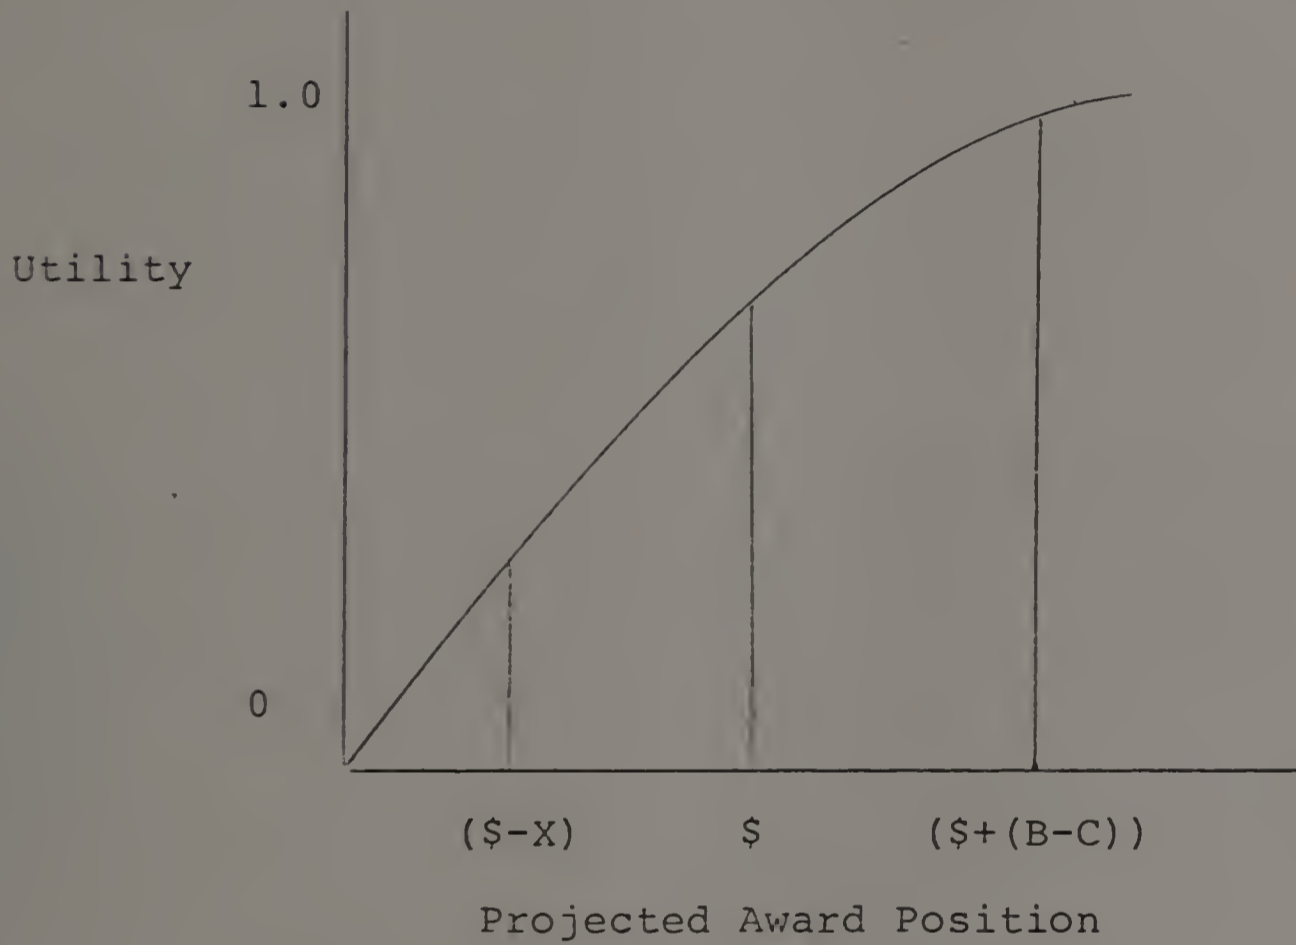 1.0
Utility
0
($-X) $ ($+(B-C))
Projected Award Position